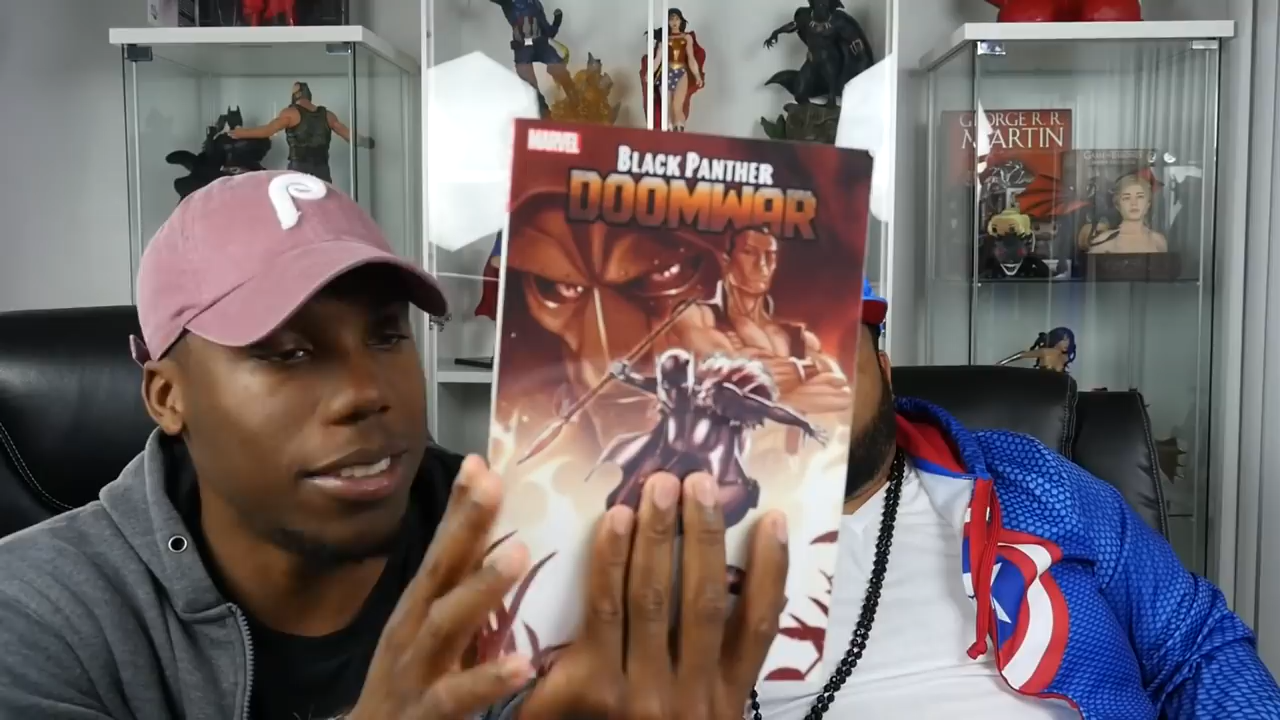 MARVEL
BLACK PANTHER
DOOMWAR
GEORGE R. R.
MARTIN
P